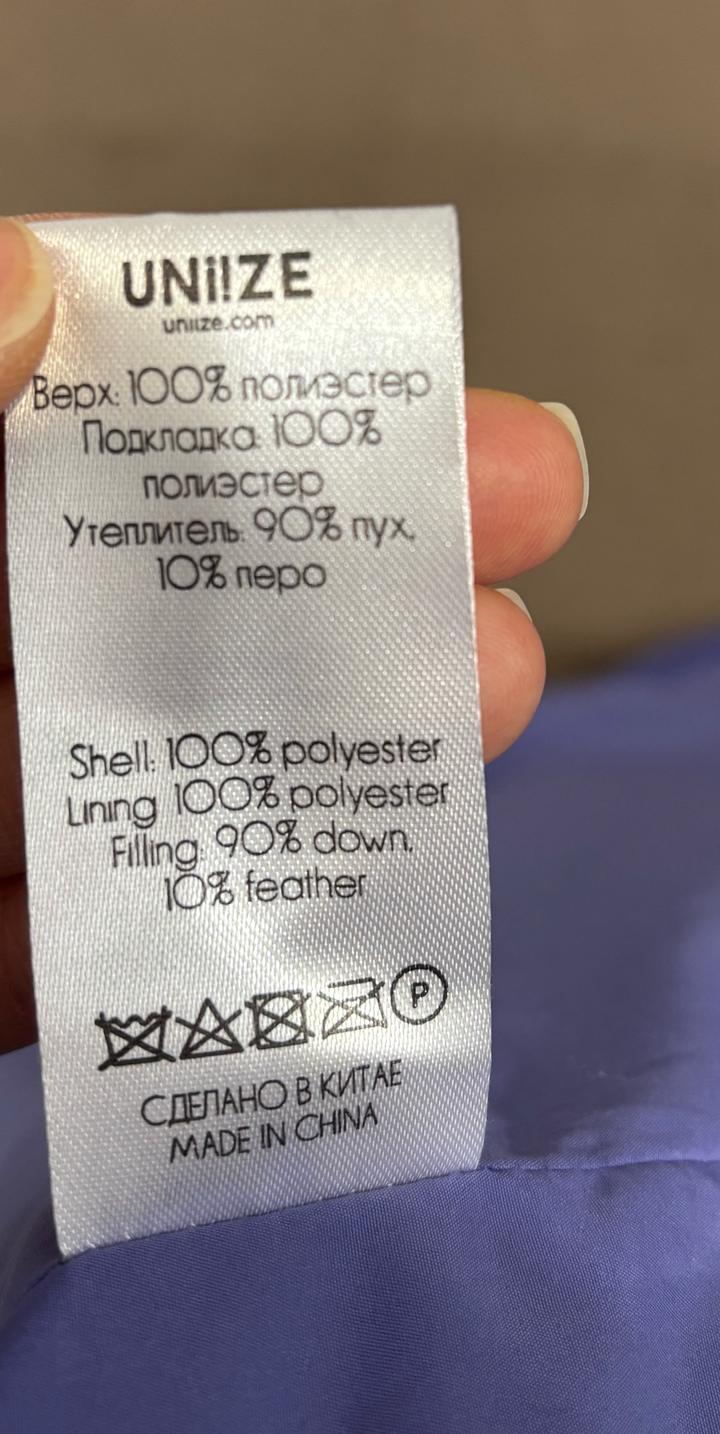 UNi!ZE
uniize.com
Верх: 100% полиэстер
Подкладка: 100%
полиэстер
Утеплитель: 90% пух,
10% перо
Shell: 100% polyester
Lining: 100% polyester
Filling: 90% down,
10% feather
P
СДЕЛАНО В КИТАЕ
MADE IN CHINA